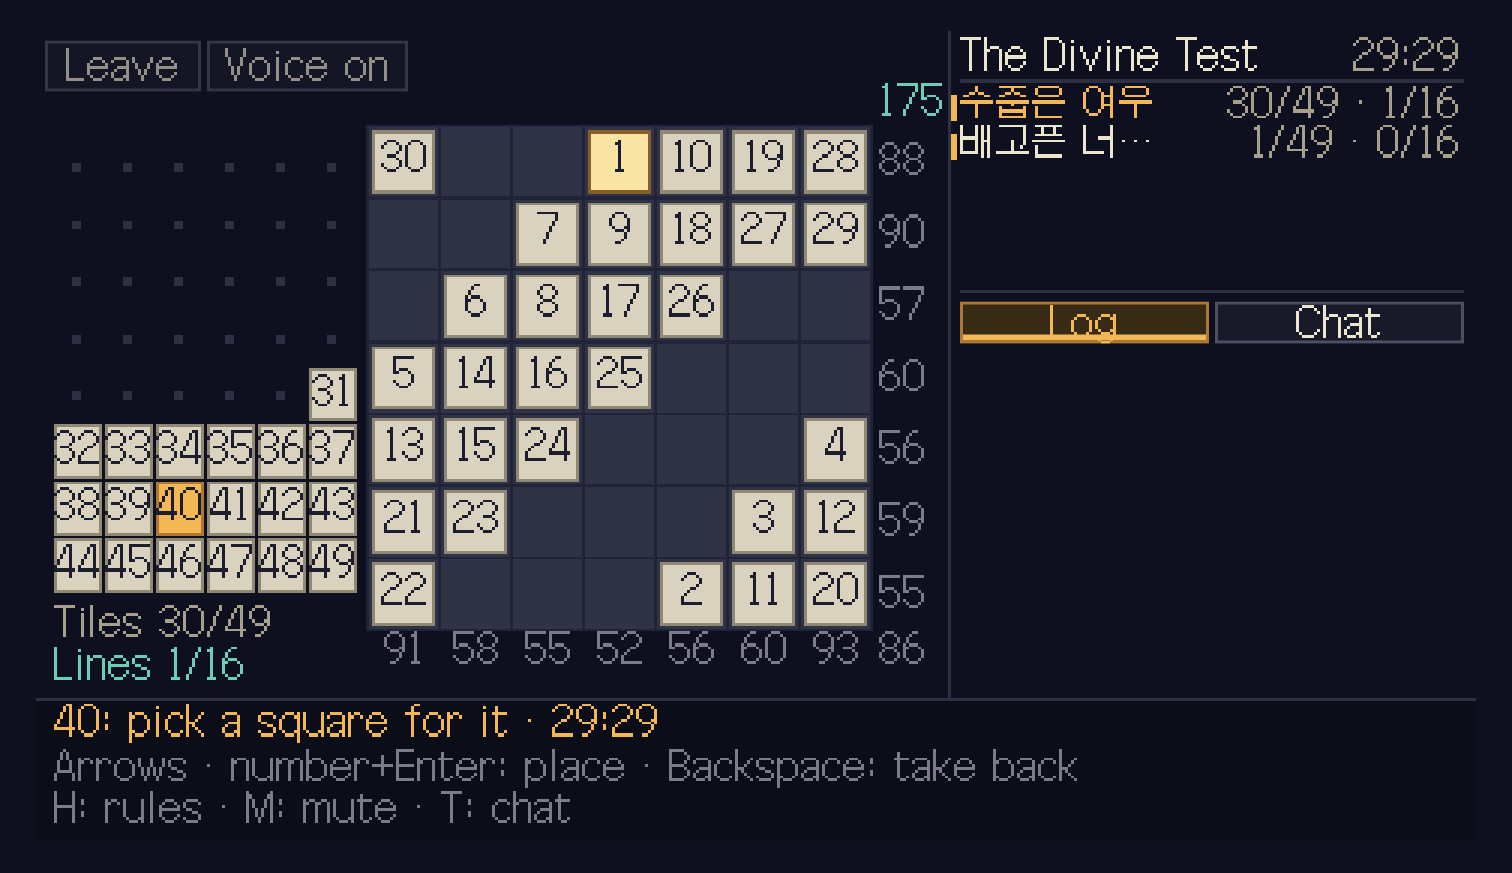 Leave Voice on
The Divine Test 29:29
175
수줍은 여우 30/49 · 1/16
배고픈 너… 1/49 · 0/16
30 1 10 19 28 88
7 9 18 27 29 90
6 8 17 26 57
Log Chat
31 5 14 16 25 60
32 33 34 35 36 37 13 15 24 4 56
38 39 40 41 42 43 21 23 3 12 59
44 45 46 47 48 49 22 2 11 20 55
Tiles 30/49
91 58 55 52 56 60 93 86
Lines 1/16
40: pick a square for it · 29:29
Arrows · number+Enter: place · Backspace: take back
H: rules · M: mute · T: chat